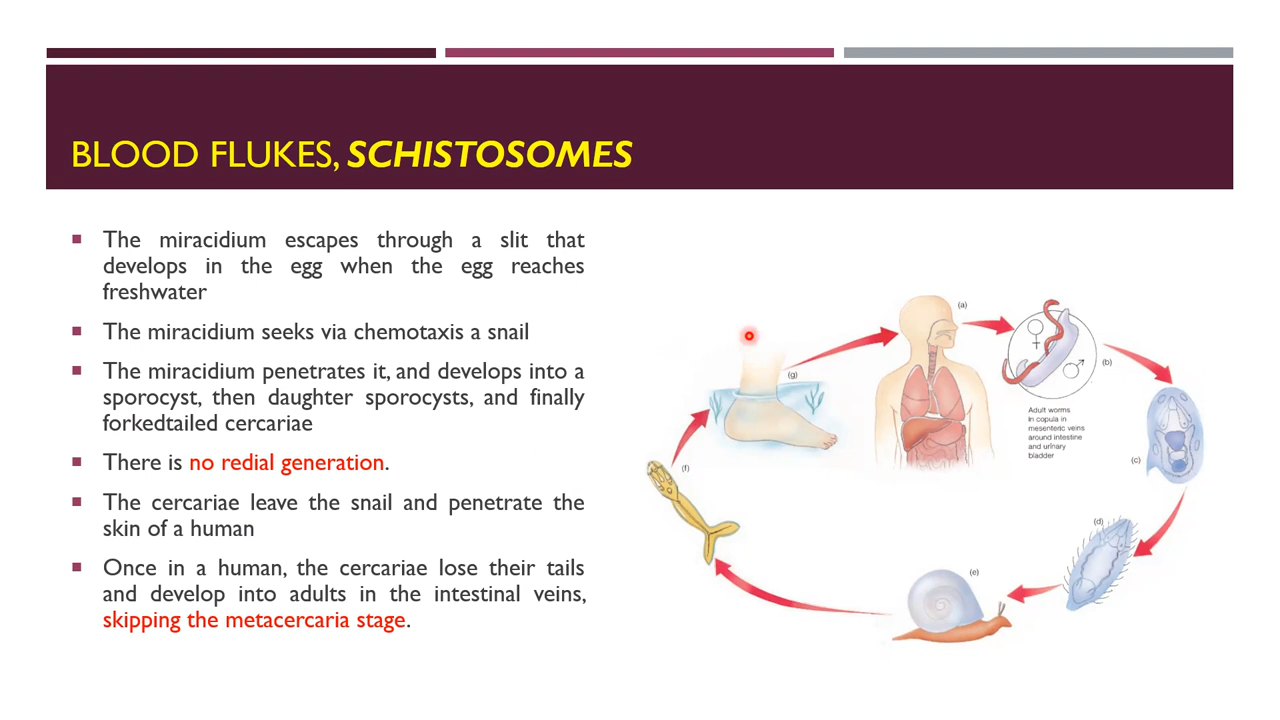 BLOOD FLUKES, SCHISTOSOMES
The miracidium escapes through a slit that
develops in the egg when the egg reaches
freshwater
The miracidium seeks via chemotaxis a snail
The miracidium penetrates it, and develops into a
sporocyst, then daughter sporocysts, and finally
forkedtailed cercariae
There is no redial generation.
The cercariae leave the snail and penetrate the
skin of a human
Once in a human, the cercariae lose their tails
and develop into adults in the intestinal veins,
skipping the metacercaria stage.
(a)
(b)
Adult worms
in copula in
mesenteric veins
around intestine
and urinary
bladder
(c)
(d)
(e)
(f)
(g)